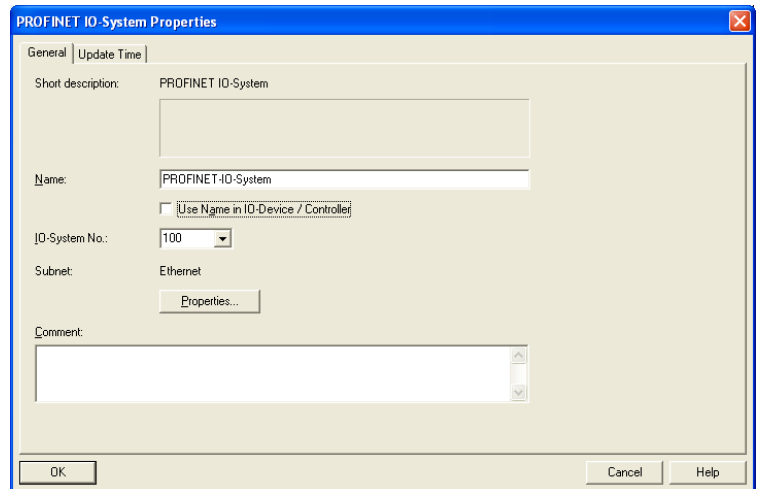 PROFINET IO-System Properties
General Update Time
Short description: PROFINET IO-System
Name: PROFINET-IO-System
Use Name in IO-Device / Controller
IO-System No.: 100
Subnet: Ethernet
Properties...
Comment:
OK Cancel Help